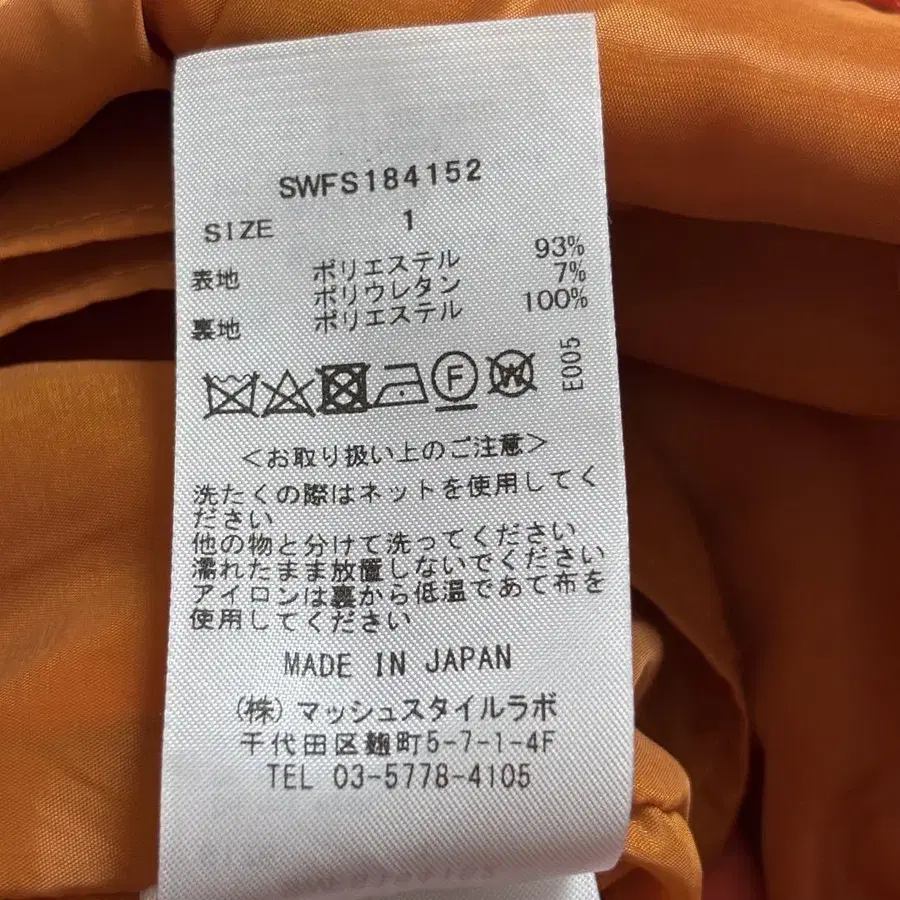 SWFS184152
SIZE 1
表地 ポリエステル 93%
ポリウレタン 7%
裏地 ポリエステル 100%
F W E005
<お取り扱い上のご注意>
洗たくの際はネットを使用してく
ださい
他の物と分けて洗ってください
濡れたまま放置しないでください
アイロンは裏から低温であて布を
使用してください
MADE IN JAPAN
(株) マッシュスタイルラボ
千代田区麹町5-7-1-4F
TEL 03-5778-4105